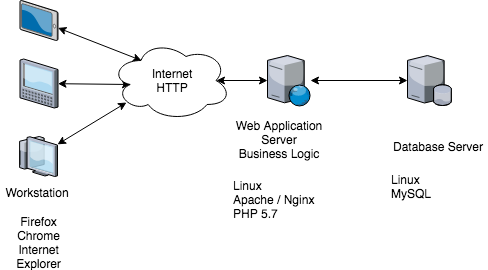 Internet
HTTP
Web Application
Server
Business Logic
Database Server
Linux
Apache / Nginx
PHP 5.7
Linux
MySQL
Workstation
Firefox
Chrome
Internet
Explorer